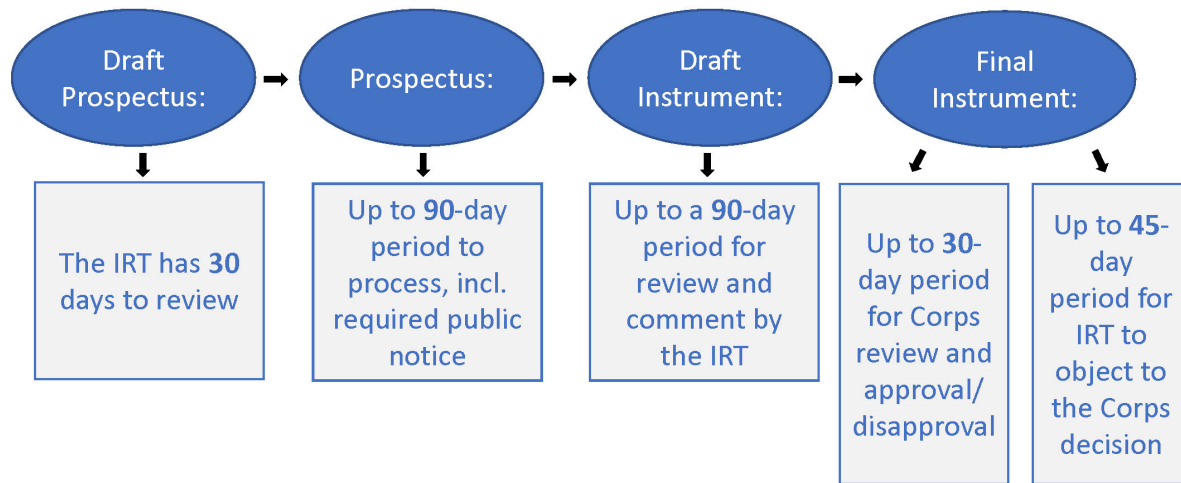 Draft
Prospectus:
Prospectus:
Draft
Instrument:
Final
Instrument:
The IRT has 30
days to review
Up to 90-day
period to
process, incl.
required public
notice
Up to a 90-day
period for
review and
comment by
the IRT
Up to 30-
day period
for Corps
review and
approval/
disapproval
Up to 45-
day
period for
IRT to
object to
the Corps
decision